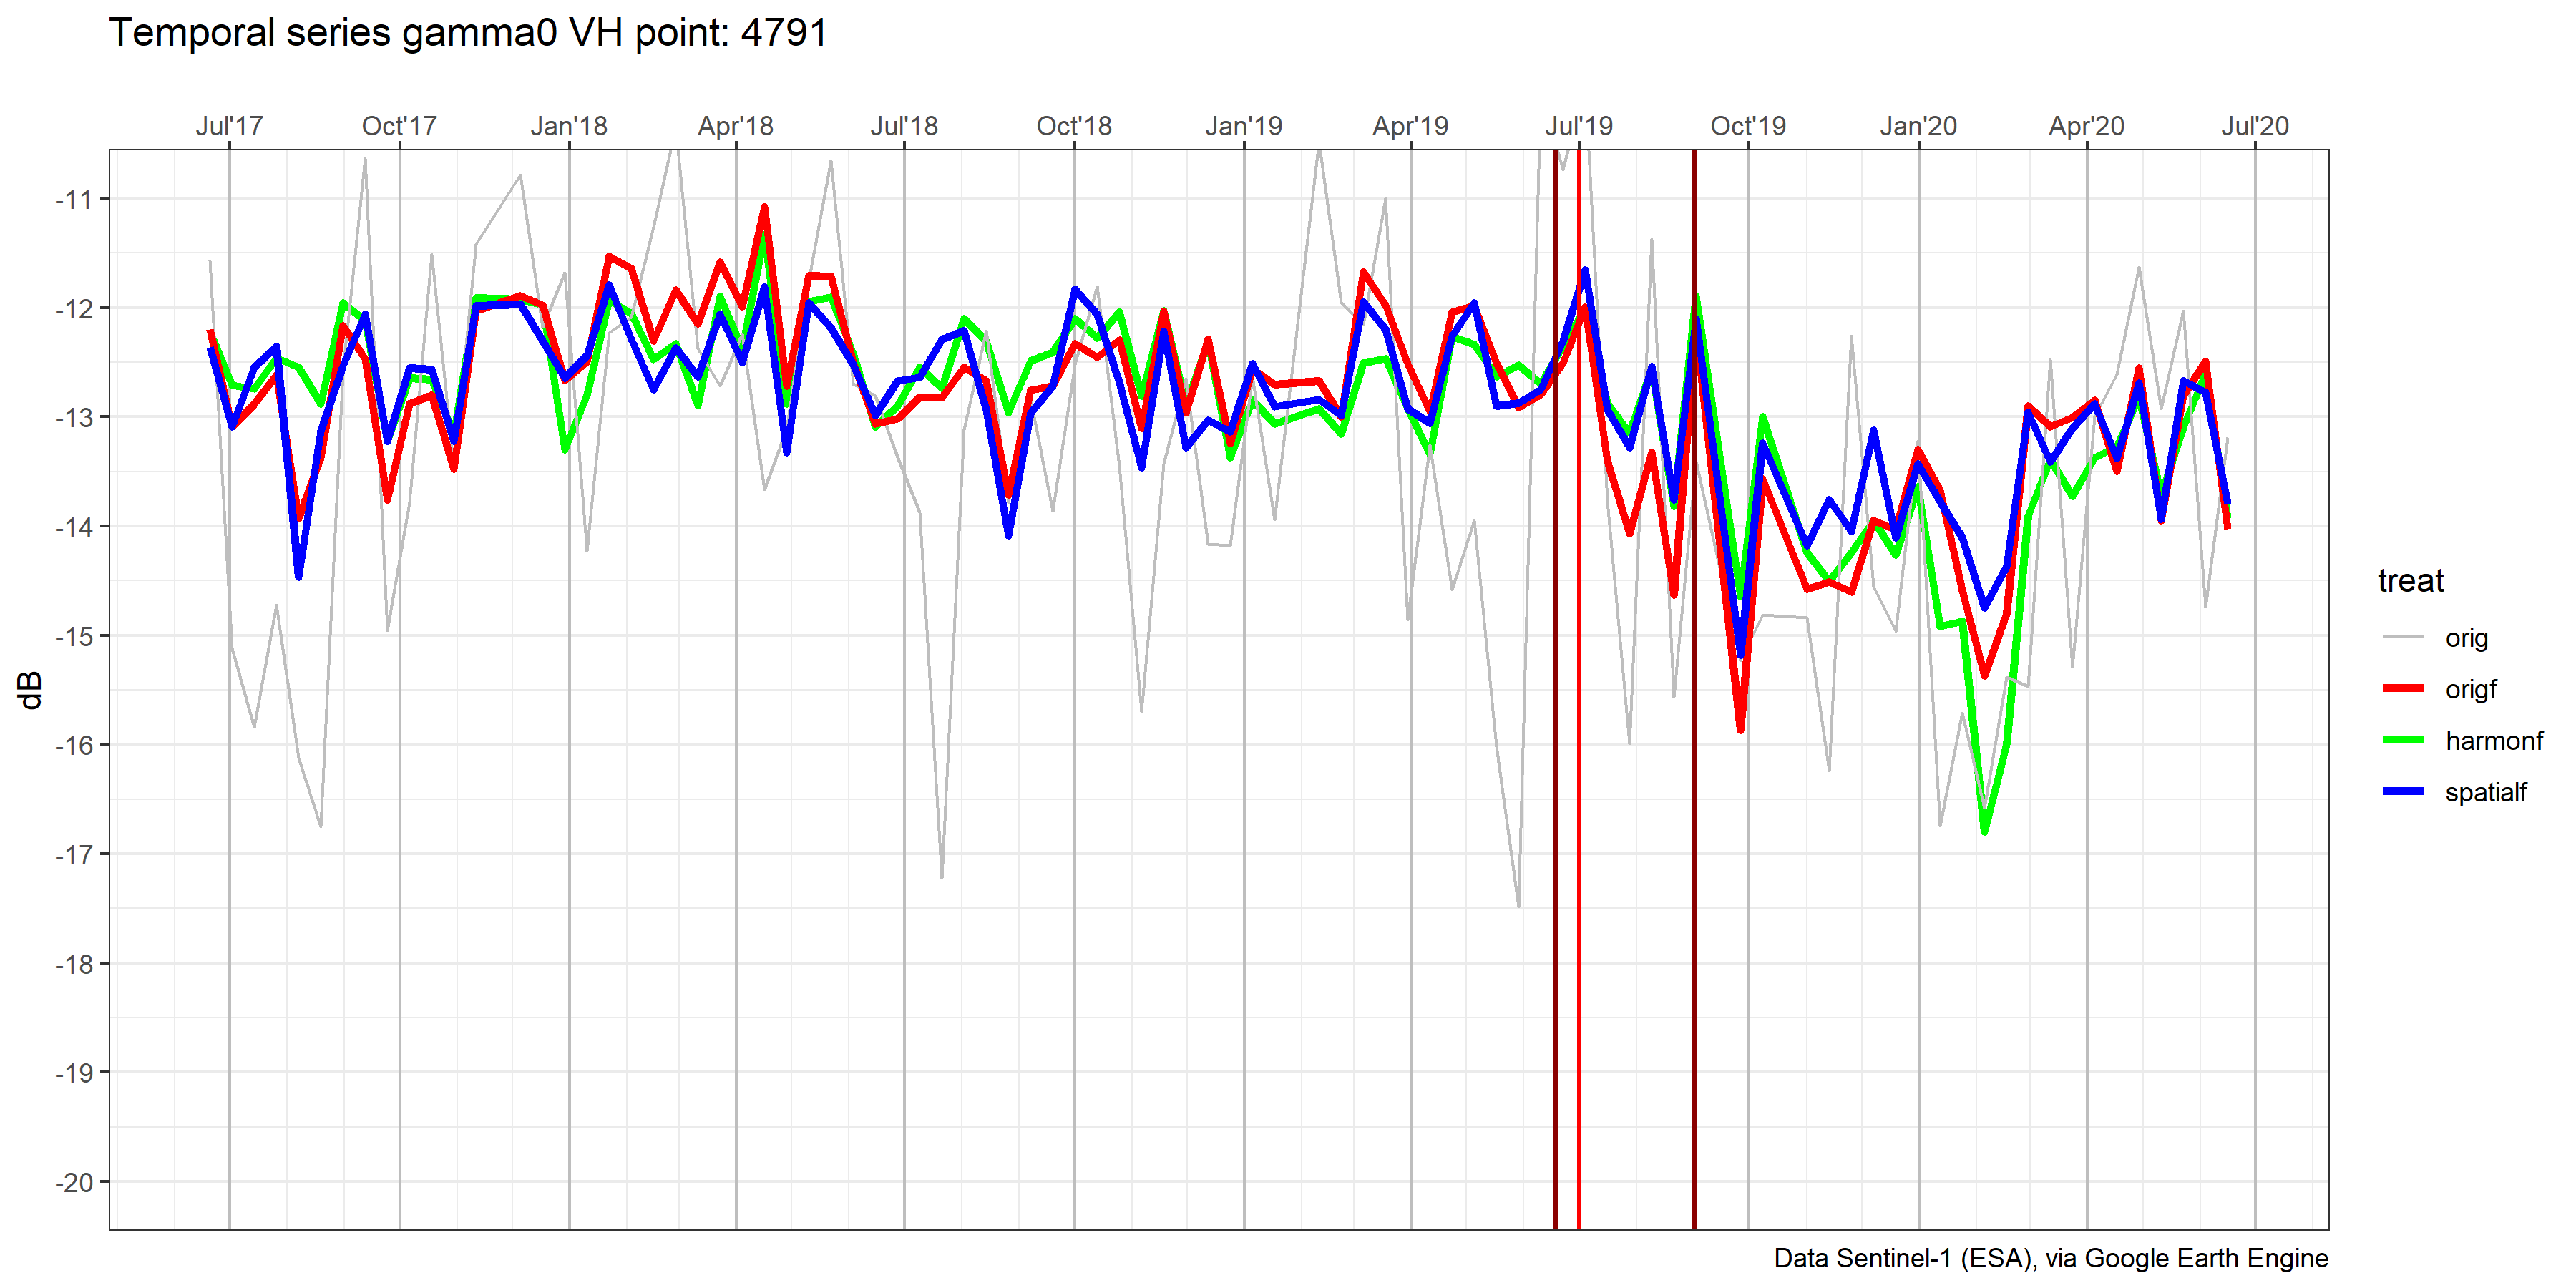 Temporal series gamma0 VH point: 4791
Jul'17 Oct'17 Jan'18 Apr'18 Jul'18 Oct'18 Jan'19 Apr'19 Jul'19 Oct'19 Jan'20 Apr'20 Jul'20
-11
-12
-13
-14
-15
-16
-17
-18
-19
-20
dB
treat
orig
origf
harmonf
spatialf
Data Sentinel-1 (ESA), via Google Earth Engine